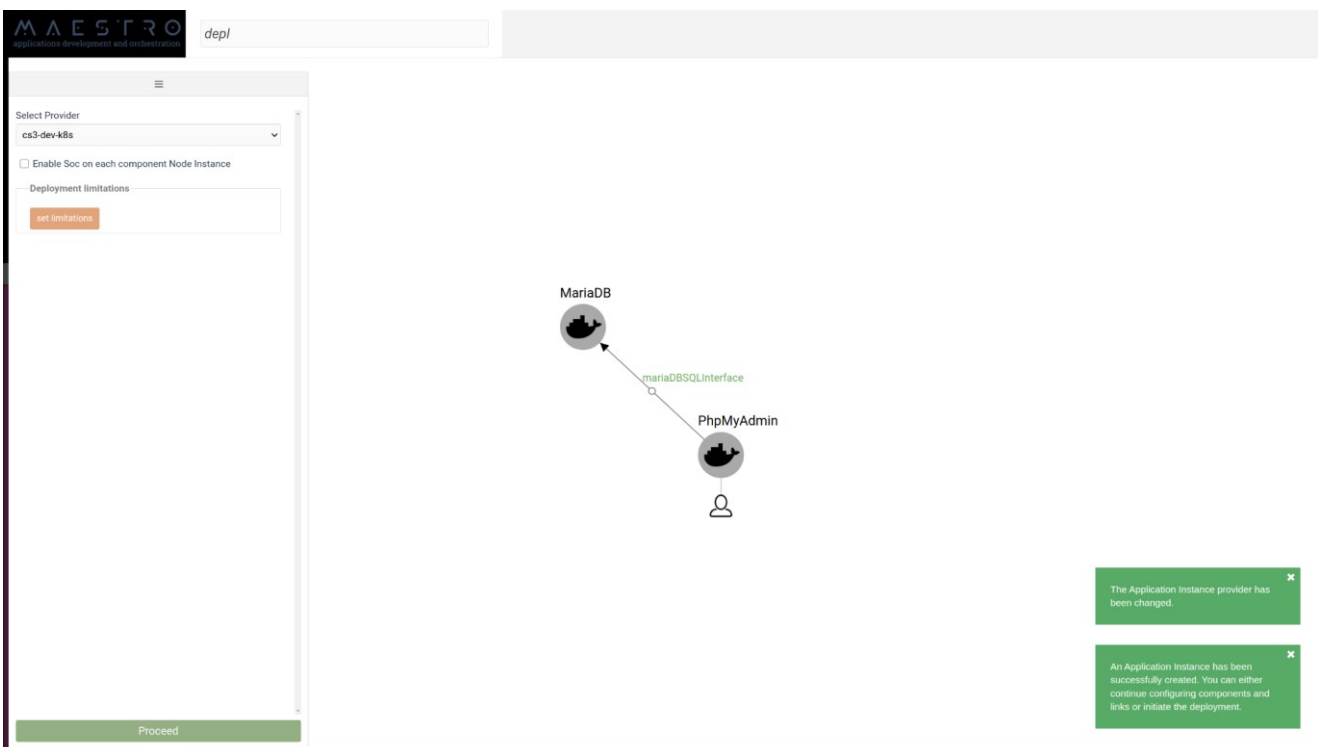 MAESTRO
applications development and orchestration
depl
Select Provider
cs3-dev-k8s
Enable Soc on each component Node Instance
Deployment limitations
set limitations
MariaDB
mariaDBSQLInterface
PhpMyAdmin
The Application Instance provider has
been changed.
An Application Instance has been
successfully created. You can either
continue configuring components and
links or initiate the deployment.
Proceed